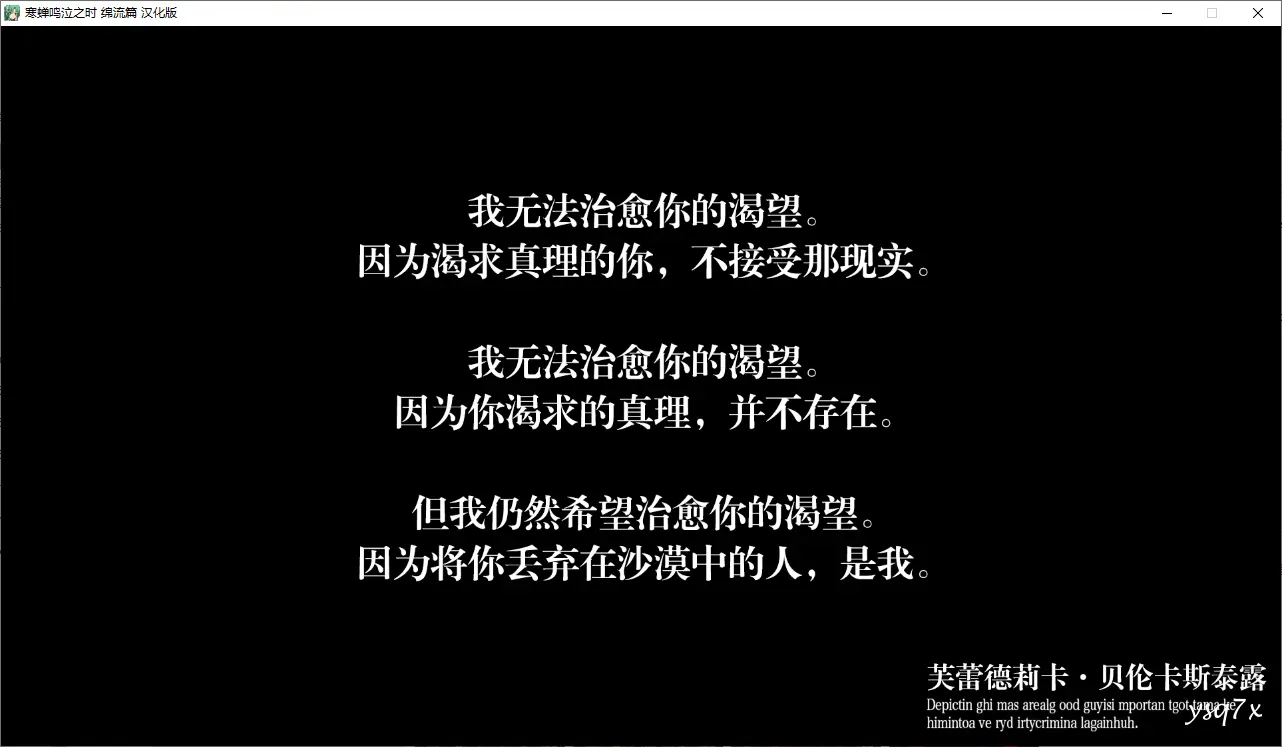 寒蝉鸣泣之时 绵流篇 汉化版
我无法治愈你的渴望。
因为渴求真理的你，不接受那现实。
我无法治愈你的渴望。
因为你渴求的真理，并不存在。
但我仍然希望治愈你的渴望。
因为将你丢弃在沙漠中的人，是我。
芙蕾德莉卡·贝伦卡斯泰露
Depictin ghi mas arealg ood guyisi mportan tgot tama ke
himintoa ve ryd irtycrimina lagainhuh.
ysq7x